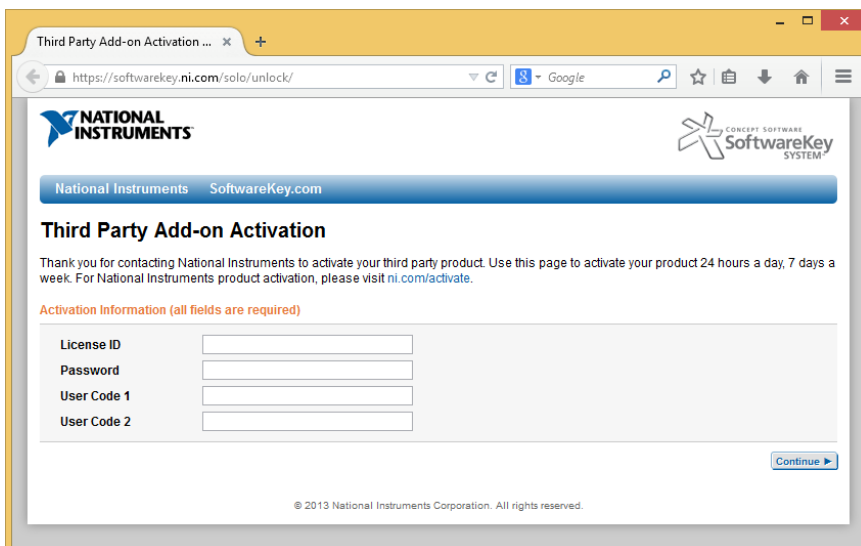 Third Party Add-on Activation ...
https://softwarekey.ni.com/solo/unlock/
Google
NATIONAL
INSTRUMENTS
CONCEPT SOFTWARE
SoftwareKey
SYSTEM
National Instruments SoftwareKey.com
Third Party Add-on Activation
Thank you for contacting National Instruments to activate your third party product. Use this page to activate your product 24 hours a day, 7 days a
week. For National Instruments product activation, please visit ni.com/activate.
Activation Information (all fields are required)
License ID
Password
User Code 1
User Code 2
Continue
© 2013 National Instruments Corporation. All rights reserved.